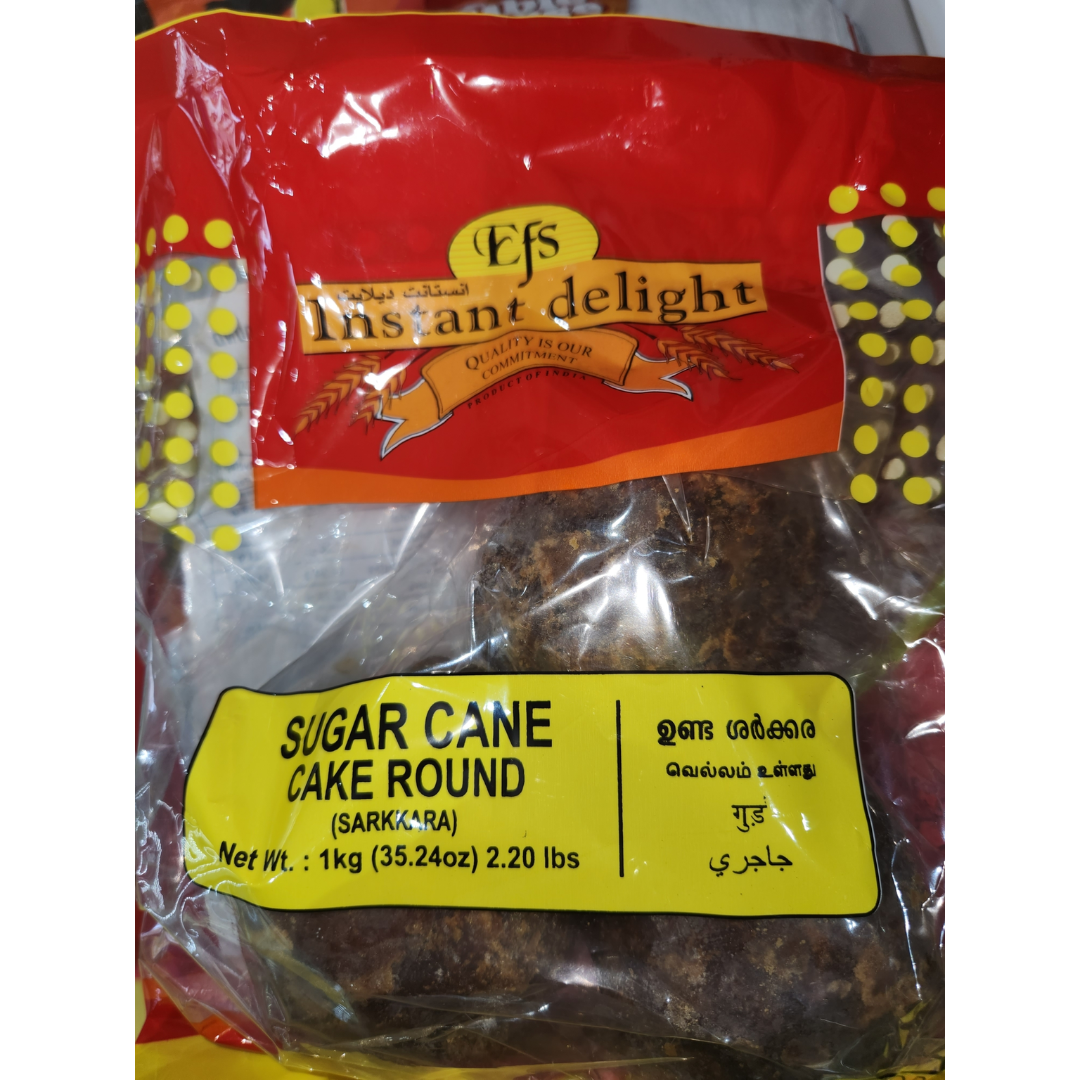 Efs
انستانت ديلايت
Instant delight
QUALITY IS OUR
COMMITMENT
PRODUCT OF INDIA
SUGAR CANE
CAKE ROUND
(SARKKARA)
Net Wt. : 1kg (35.24oz) 2.20 lbs
ഉണ്ട ശർക്കര
வெல்லம் உள்ளது
गुड़ं
جاجري